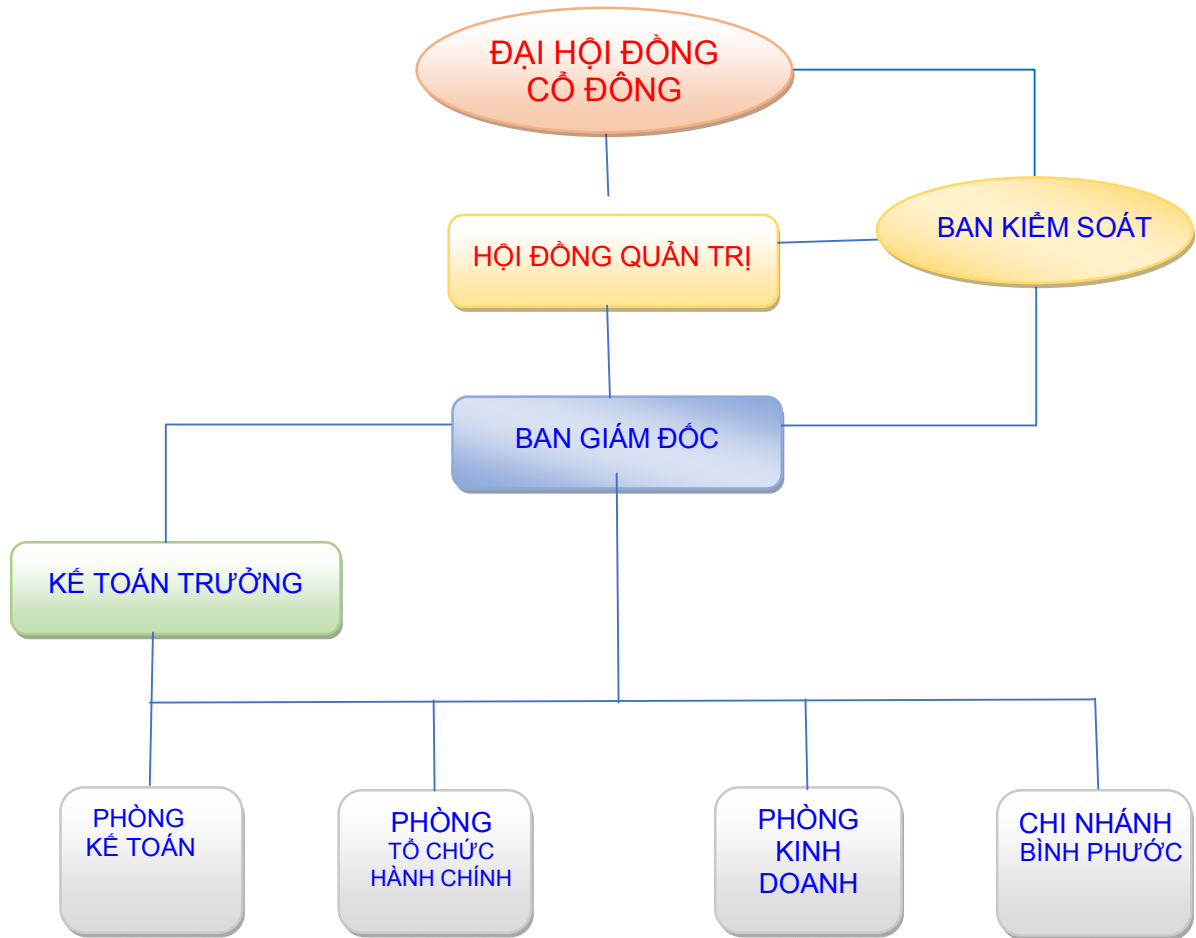 ĐẠI HỘI ĐỒNG
CỔ ĐÔNG
BAN KIỂM SOÁT
HỘI ĐỒNG QUẢN TRỊ
BAN GIÁM ĐỐC
KẾ TOÁN TRƯỞNG
PHÒNG
KẾ TOÁN
PHÒNG
TỔ CHỨC
HÀNH CHÍNH
PHÒNG
KINH
DOANH
CHI NHÁNH
BÌNH PHƯỚC